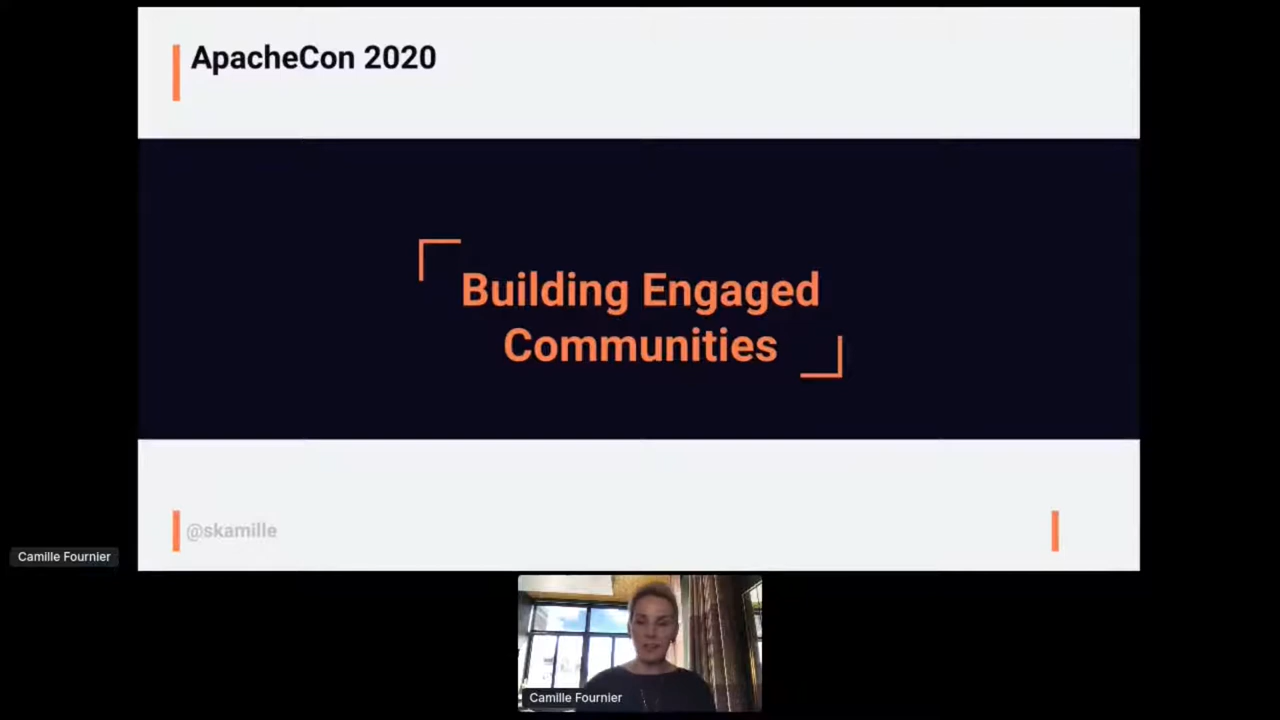 ApacheCon 2020
Building Engaged
Communities
@skamille
Camille Fournier
Camille Fournier